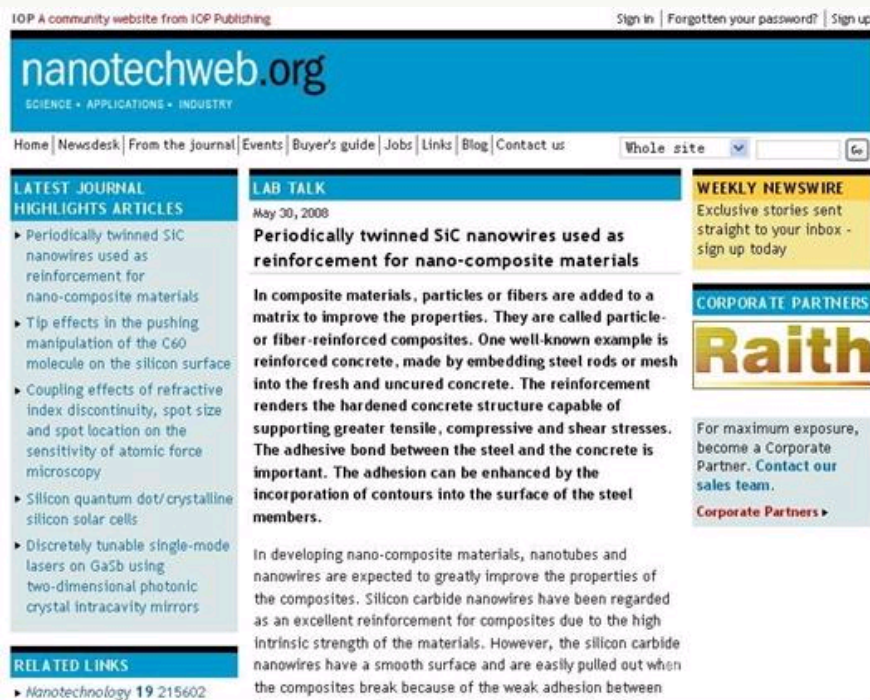 IOP A community website from IOP Publishing
Sign in | Forgotten your password? | Sign up
nanotechweb.org
SCIENCE • APPLICATIONS • INDUSTRY
Home | Newsdesk | From the journal | Events | Buyer's guide | Jobs | Links | Blog | Contact us
Whole site
Go
LATEST JOURNAL
HIGHLIGHTS ARTICLES
Periodically twinned SiC
nanowires used as
reinforcement for
nano-composite materials
Tip effects in the pushing
manipulation of the C60
molecule on the silicon surface
Coupling effects of refractive
index discontinuity, spot size
and spot location on the
sensitivity of atomic force
microscopy
Silicon quantum dot/crystalline
silicon solar cells
Discretely tunable single-mode
lasers on GaSb using
two-dimensional photonic
crystal intracavity mirrors
RELATED LINKS
Nanotechnology 19 215602
LAB TALK
May 30, 2008
Periodically twinned SiC nanowires used as
reinforcement for nano-composite materials
In composite materials, particles or fibers are added to a
matrix to improve the properties. They are called particle-
or fiber-reinforced composites. One well-known example is
reinforced concrete, made by embedding steel rods or mesh
into the fresh and uncured concrete. The reinforcement
renders the hardened concrete structure capable of
supporting greater tensile, compressive and shear stresses.
The adhesive bond between the steel and the concrete is
important. The adhesion can be enhanced by the
incorporation of contours into the surface of the steel
members.
In developing nano-composite materials, nanotubes and
nanowires are expected to greatly improve the properties of
the composites. Silicon carbide nanowires have been regarded
as an excellent reinforcement for composites due to the high
intrinsic strength of the materials. However, the silicon carbide
nanowires have a smooth surface and are easily pulled out when
the composites break because of the weak adhesion between
WEEKLY NEWSWIRE
Exclusive stories sent
straight to your inbox -
sign up today
CORPORATE PARTNERS
Raith
For maximum exposure,
become a Corporate
Partner. Contact our
sales team.
Corporate Partners